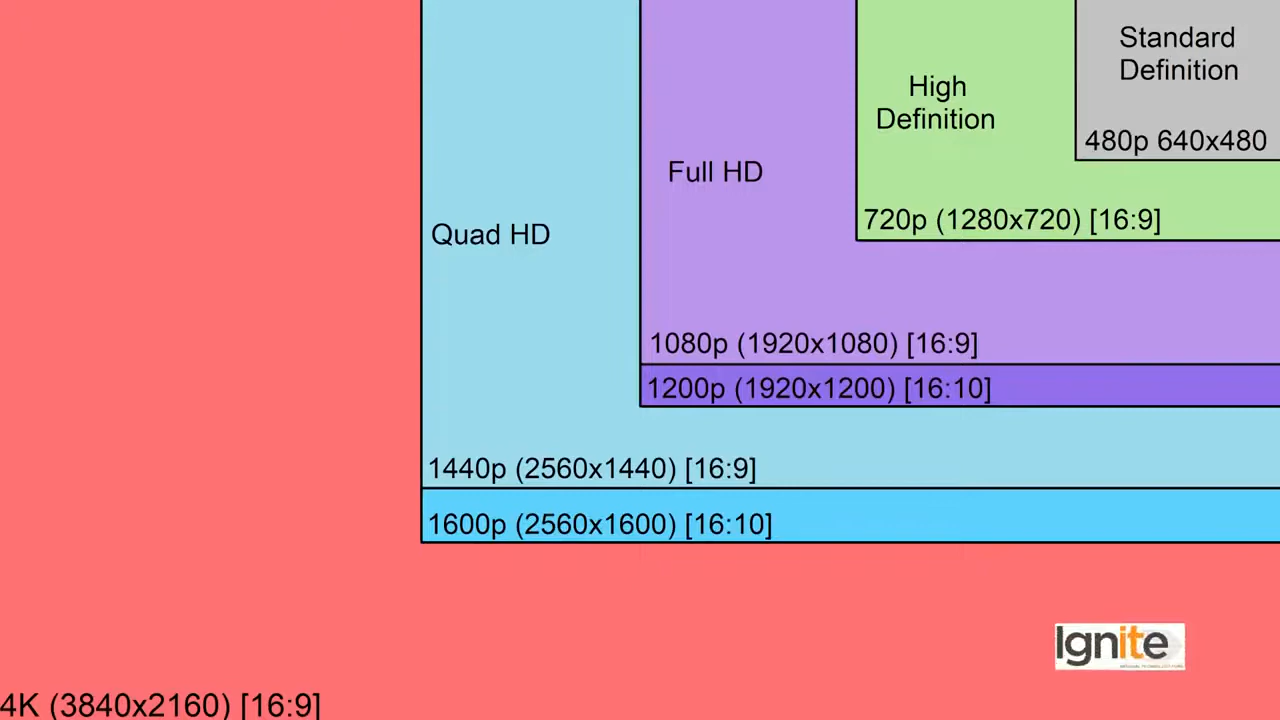 Standard
Definition
480p 640x480
High
Definition
720p (1280x720) [16:9]
Full HD
1080p (1920x1080) [16:9]
1200p (1920x1200) [16:10]
Quad HD
1440p (2560x1440) [16:9]
1600p (2560x1600) [16:10]
Ignite
4K (3840x2160) [16:9]